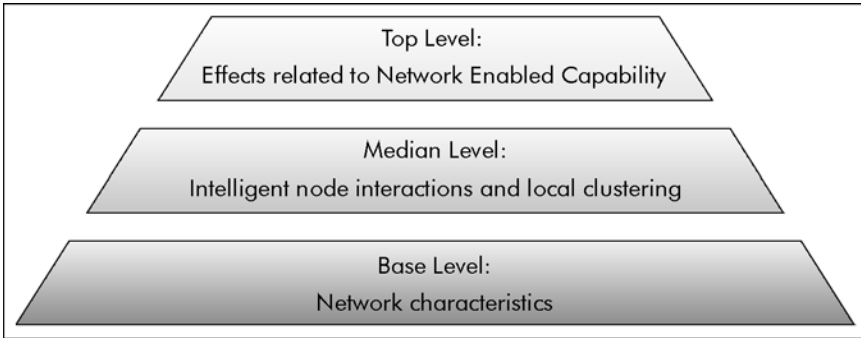 Top Level:
Effects related to Network Enabled Capability
Median Level:
Intelligent node interactions and local clustering
Base Level:
Network characteristics